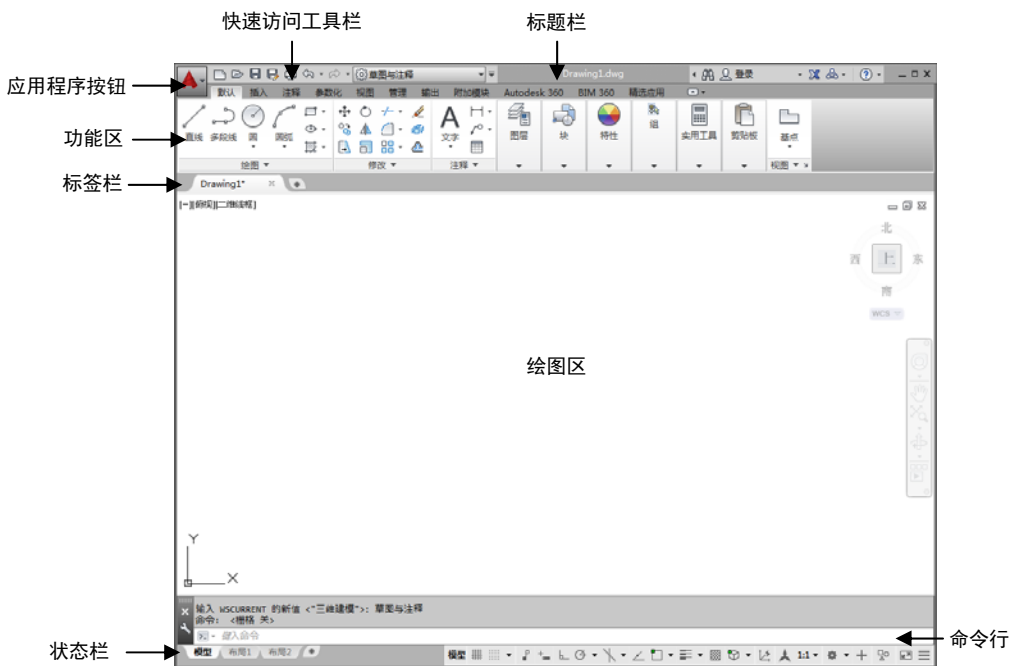 快速访问工具栏
标题栏
应用程序按钮
草图与注释
Drawing1.dwg
登录
默认 插入 注释 参数化 视图 管理 输出 附加模块 Autodesk 360 BIM 360 精选应用
功能区
直线 多段线 圆 圆弧
A
文字
图层
块
特性
组
实用工具
剪贴板
基点
绘图
修改
注释
视图
标签栏
Drawing1*
[-][俯视][二维线框]
北
西
上
东
南
WCS
绘图区
Y
X
输入 WSCURRENT 的新值 <"三维建模">: 草图与注释
命令: <栅格 关>
键入命令
命令行
状态栏
模型 布局1 布局2
模型
1:1